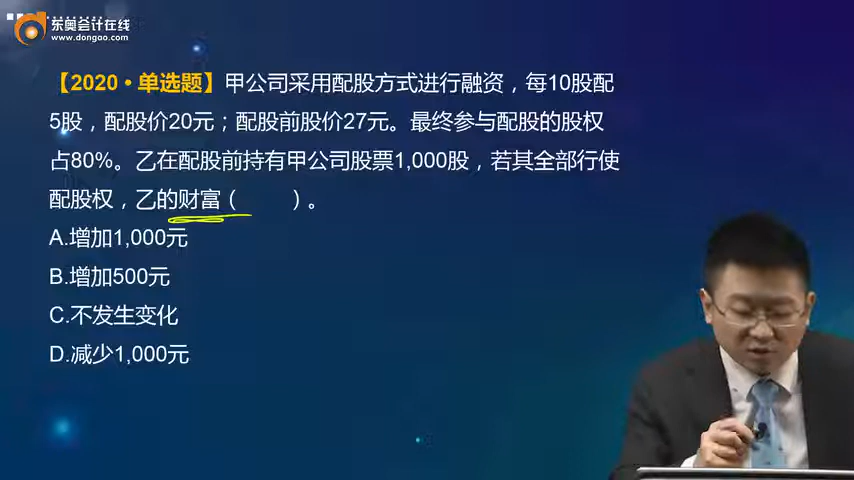 东奥会计在线
www.dongao.com
【2020·单选题】甲公司采用配股方式进行融资，每10股配
5股，配股价20元；配股前股价27元。最终参与配股的股权
占80%。乙在配股前持有甲公司股票1,000股，若其全部行使
配股权，乙的财富（　　）。
A.增加1,000元
B.增加500元
C.不发生变化
D.减少1,000元